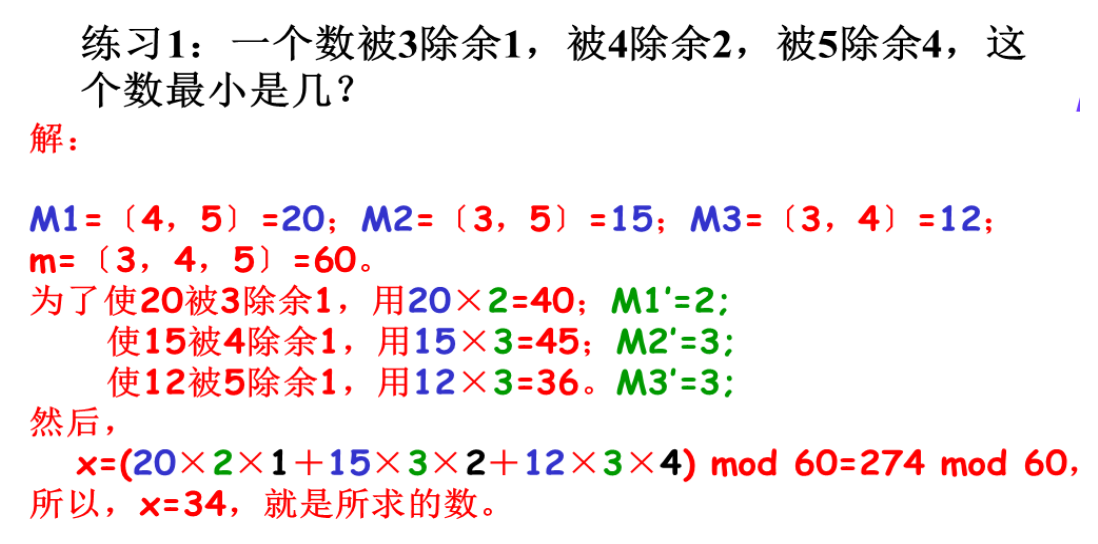 练习1：一个数被3除余1，被4除余2，被5除余4，这
个数最小是几？
解：
M1=〔4，5〕=20；M2=〔3，5〕=15；M3=〔3，4〕=12；
m=〔3，4，5〕=60。
为了使20被3除余1，用20×2=40；M1′=2;
使15被4除余1，用15×3=45；M2′=3;
使12被5除余1，用12×3=36。M3′=3;
然后，
x=(20×2×1＋15×3×2＋12×3×4) mod 60=274 mod 60，
所以，x=34，就是所求的数。